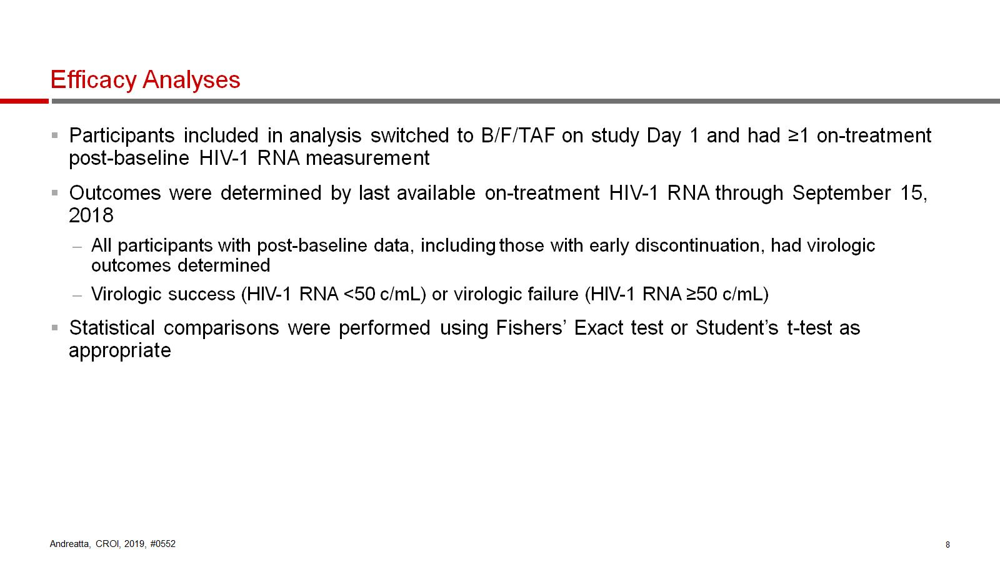 Efficacy Analyses
▪ Participants included in analysis switched to B/F/TAF on study Day 1 and had ≥1 on-treatment
post-baseline HIV-1 RNA measurement
▪ Outcomes were determined by last available on-treatment HIV-1 RNA through September 15,
2018
– All participants with post-baseline data, including those with early discontinuation, had virologic
outcomes determined
– Virologic success (HIV-1 RNA <50 c/mL) or virologic failure (HIV-1 RNA ≥50 c/mL)
▪ Statistical comparisons were performed using Fishers’ Exact test or Student’s t-test as
appropriate
Andreatta, CROI, 2019, #0552
8